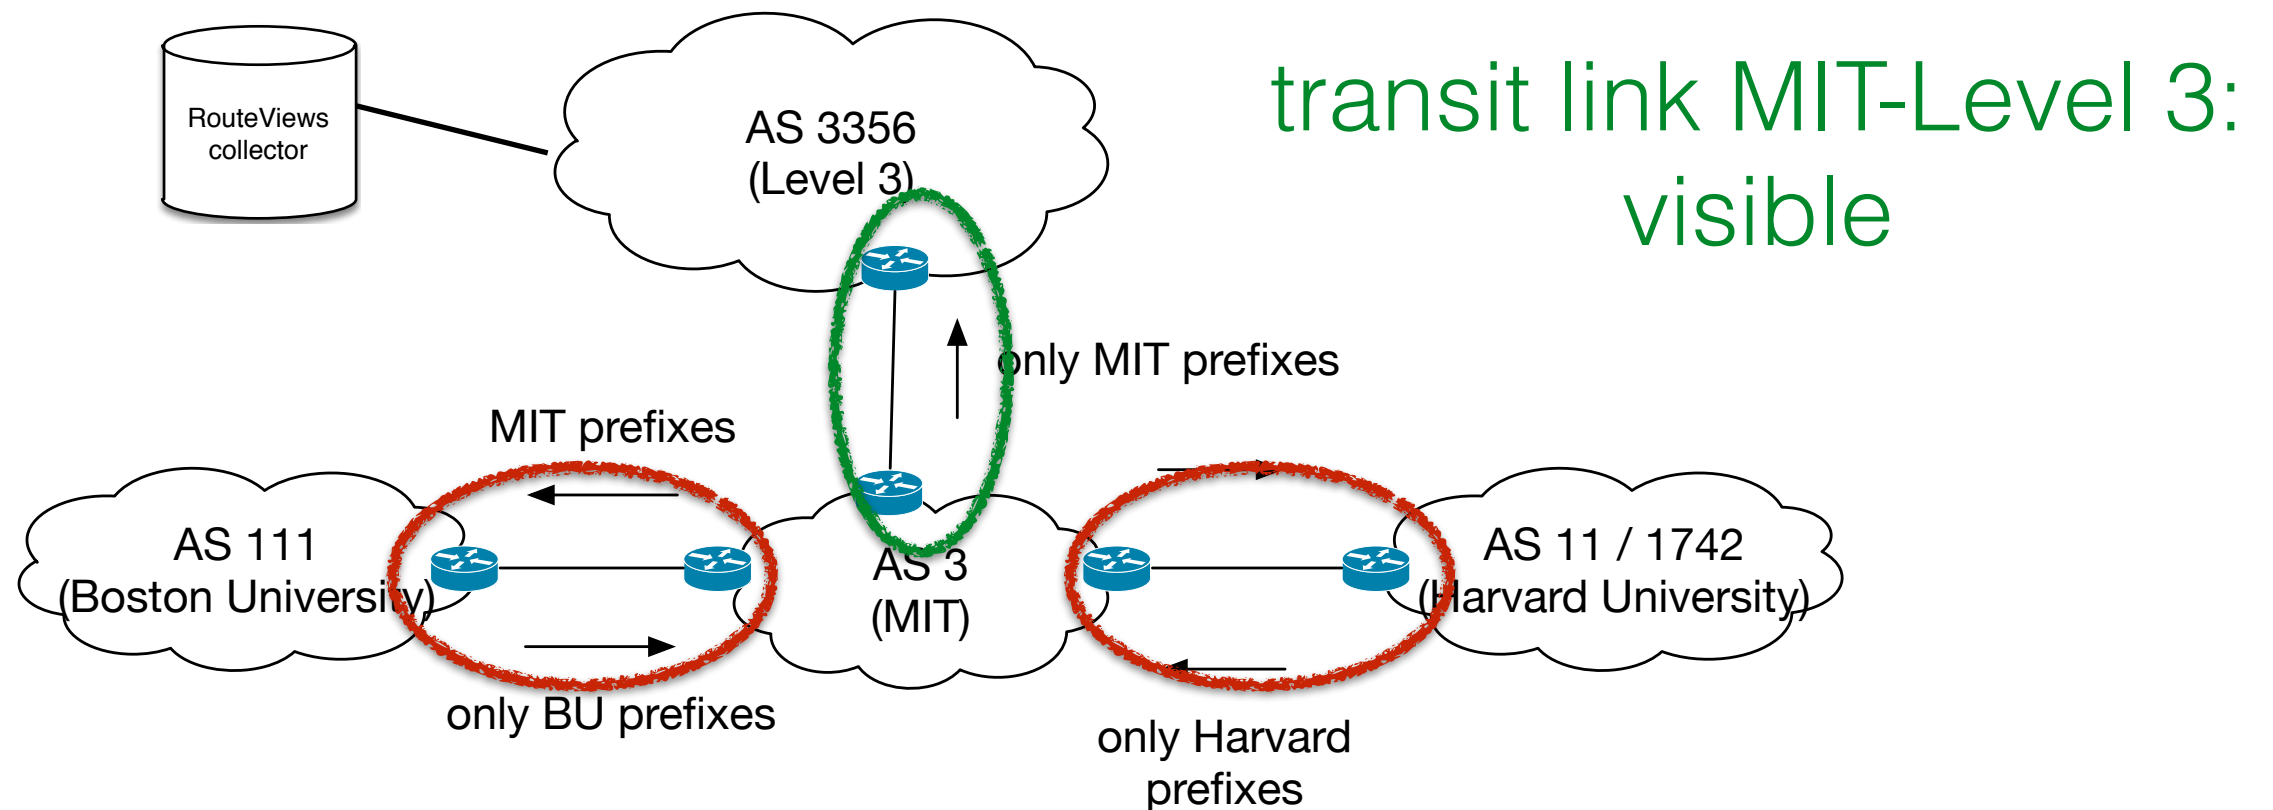 transit link MIT-Level 3:
visible
RouteViews
collector
AS 3356
(Level 3)
only MIT prefixes
MIT prefixes
AS 111
(Boston University)
AS 3
(MIT)
AS 11 / 1742
(Harvard University)
only BU prefixes
only Harvard
prefixes